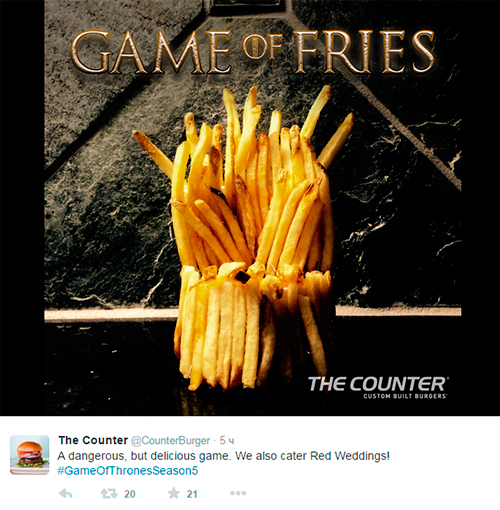 GAME OF FRIES
THE COUNTER
CUSTOM BUILT BURGERS
The Counter @CounterBurger · 5 ч
A dangerous, but delicious game. We also cater Red Weddings!
#GameOfThronesSeason5
20 21